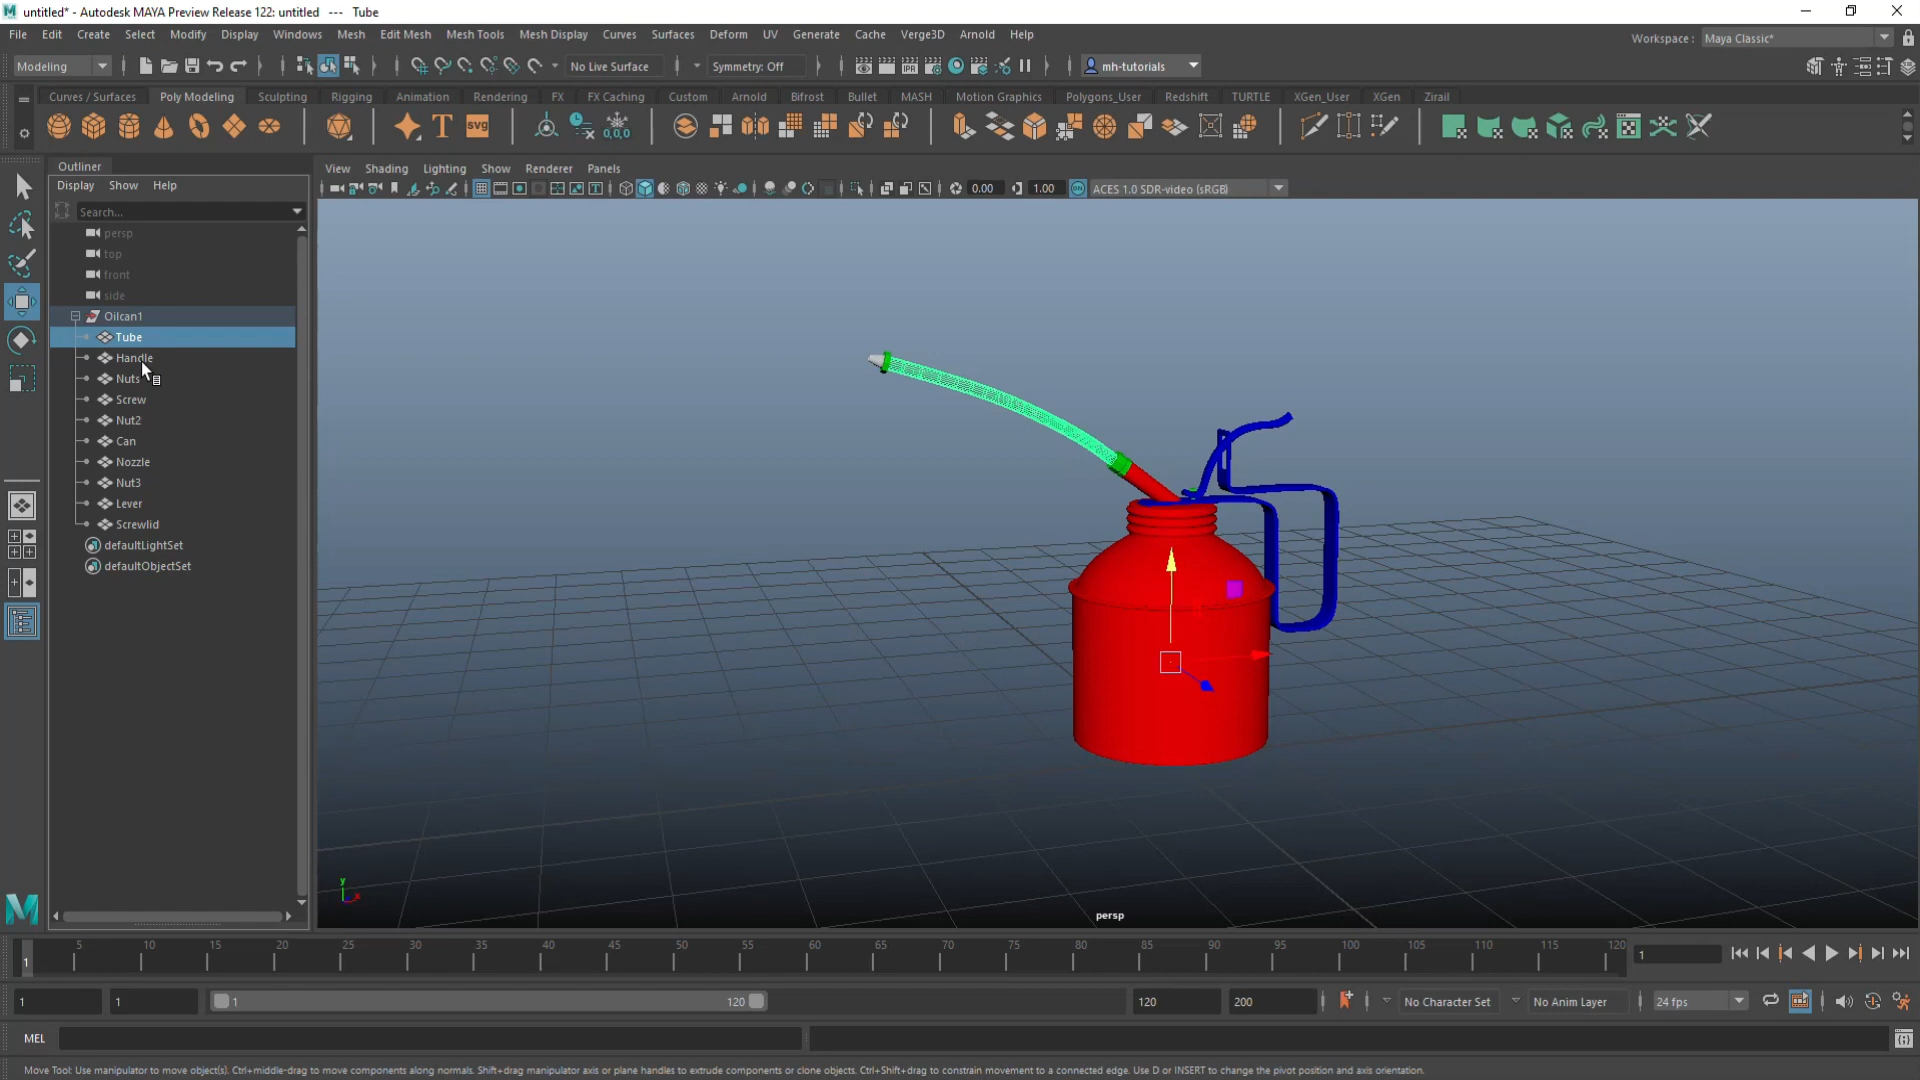 untitled* - Autodesk MAYA Preview Release 122: untitled --- Tube
File Edit Create Select Modify Display Windows Mesh Edit Mesh Mesh Tools Mesh Display Curves Surfaces Deform UV Generate Cache Verge3D Arnold Help
Workspace : Maya Classic*
Modeling No Live Surface Symmetry: Off IPR mh-tutorials
Curves / Surfaces Poly Modeling Sculpting Rigging Animation Rendering FX FX Caching Custom Arnold Bifrost Bullet MASH Motion Graphics Polygons_User Redshift TURTLE XGen_User XGen Zirail
T svg 0,0,0
Outliner
Display Show Help
Search...
View Shading Lighting Show Renderer Panels
0.00 1.00 ON ACES 1.0 SDR-video (sRGB)
persp
top
front
side
Oilcan1
Tube
Handle
Nuts
Screw
Nut2
Can
Nozzle
Nut3
Lever
Screwlid
defaultLightSet
defaultObjectSet
y
x
persp
5 10 15 20 25 30 35 40 45 50 55 60 65 70 75 80 85 90 95 100 105 110 115 120
1 1
1 1 1 120 120 200 No Character Set No Anim Layer 24 fps
MEL
Move Tool: Use manipulator to move object(s). Ctrl+middle-drag to move components along normals. Shift+drag manipulator axis or plane handles to extrude components or clone objects. Ctrl+Shift+drag to constrain movement to a connected edge. Use D or INSERT to change the pivot position and axis orientation.